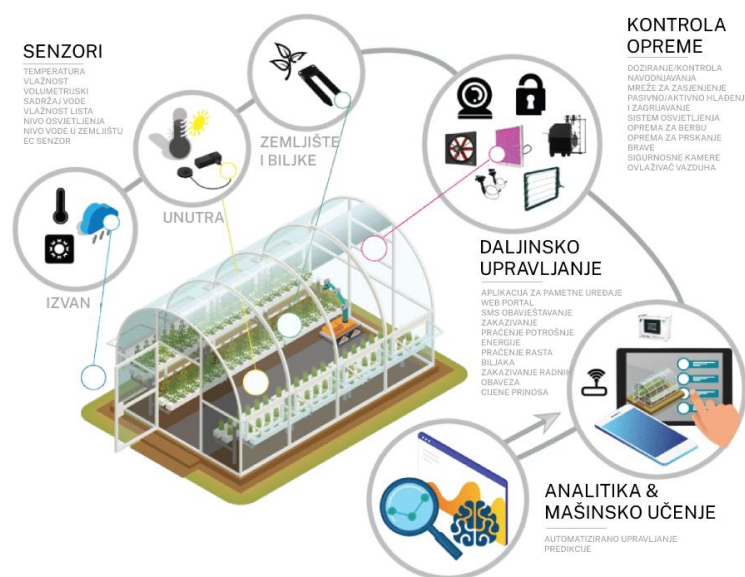 SENZORI
TEMPERATURA
VLAŽNOST
VOLUMETRIJSKI
SADRŽAJ VODE
VLAŽNOST LISTA
NIVO OSVJETLJENJA
NIVO VODE U ZEMLJIŠTU
EC SENZOR
IZVAN
UNUTRA
ZEMLJIŠTE
I BILJKE
KONTROLA
OPREME
DOZIRANJE/KONTROLA
NAVODNJAVANJA
MREŽE ZA ZASJENJENJE
PASIVNO/AKTIVNO HLAĐENJE
I ZAGRIJAVANJE
SISTEM OSVJETLJENJA
OPREMA ZA BERBU
OPREMA ZA PRSKANJE
BRAVE
SIGURNOSNE KAMERE
OVLAŽIVAČ VAZDUHA
DALJINSKO
UPRAVLJANJE
APLIKACIJA ZA PAMETNE UREĐAJE
WEB PORTAL
SMS OBAVJEŠTAVANJE
ZAKAZIVANJE
PRAĆENJE POTROŠNJE
ENERGIJE
PRAĆENJE RASTA
BILJAKA
ZAKAZIVANJE RADNIH
OBAVEZA
CIJENE PRINOSA
ANALITIKA &
MAŠINSKO UČENJE
AUTOMATIZIRANO UPRAVLJANJE
PREDIKCIJE